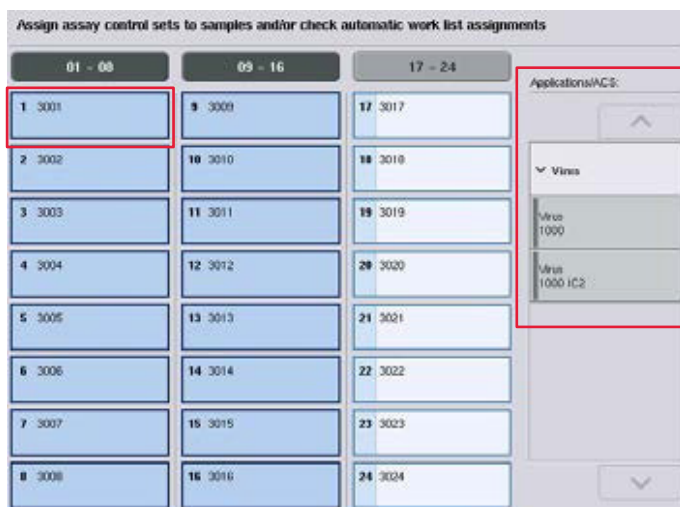 Assign assay control sets to samples and/or check automatic work list assignments
01 - 08
09 - 16
17 - 24
Applications/ACS:
1 3001
9 3009
17 3017
2 3002
10 3010
18 3018
Virus
3 3003
11 3011
19 3019
Virus
1000
4 3004
12 3012
20 3020
Virus
1000 IC2
5 3005
13 3013
21 3021
6 3006
14 3014
22 3022
7 3007
15 3015
23 3023
8 3008
16 3016
24 3024